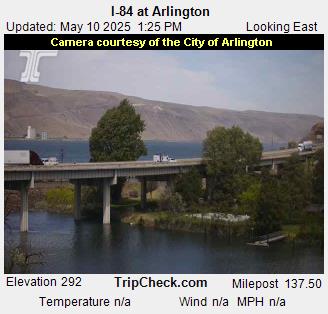 I-84 at Arlington
Updated: May 10 2025 1:25 PM Looking East
Camera courtesy of the City of Arlington
Elevation 292 TripCheck.com Milepost 137.50
Temperature n/a Wind n/a MPH n/a